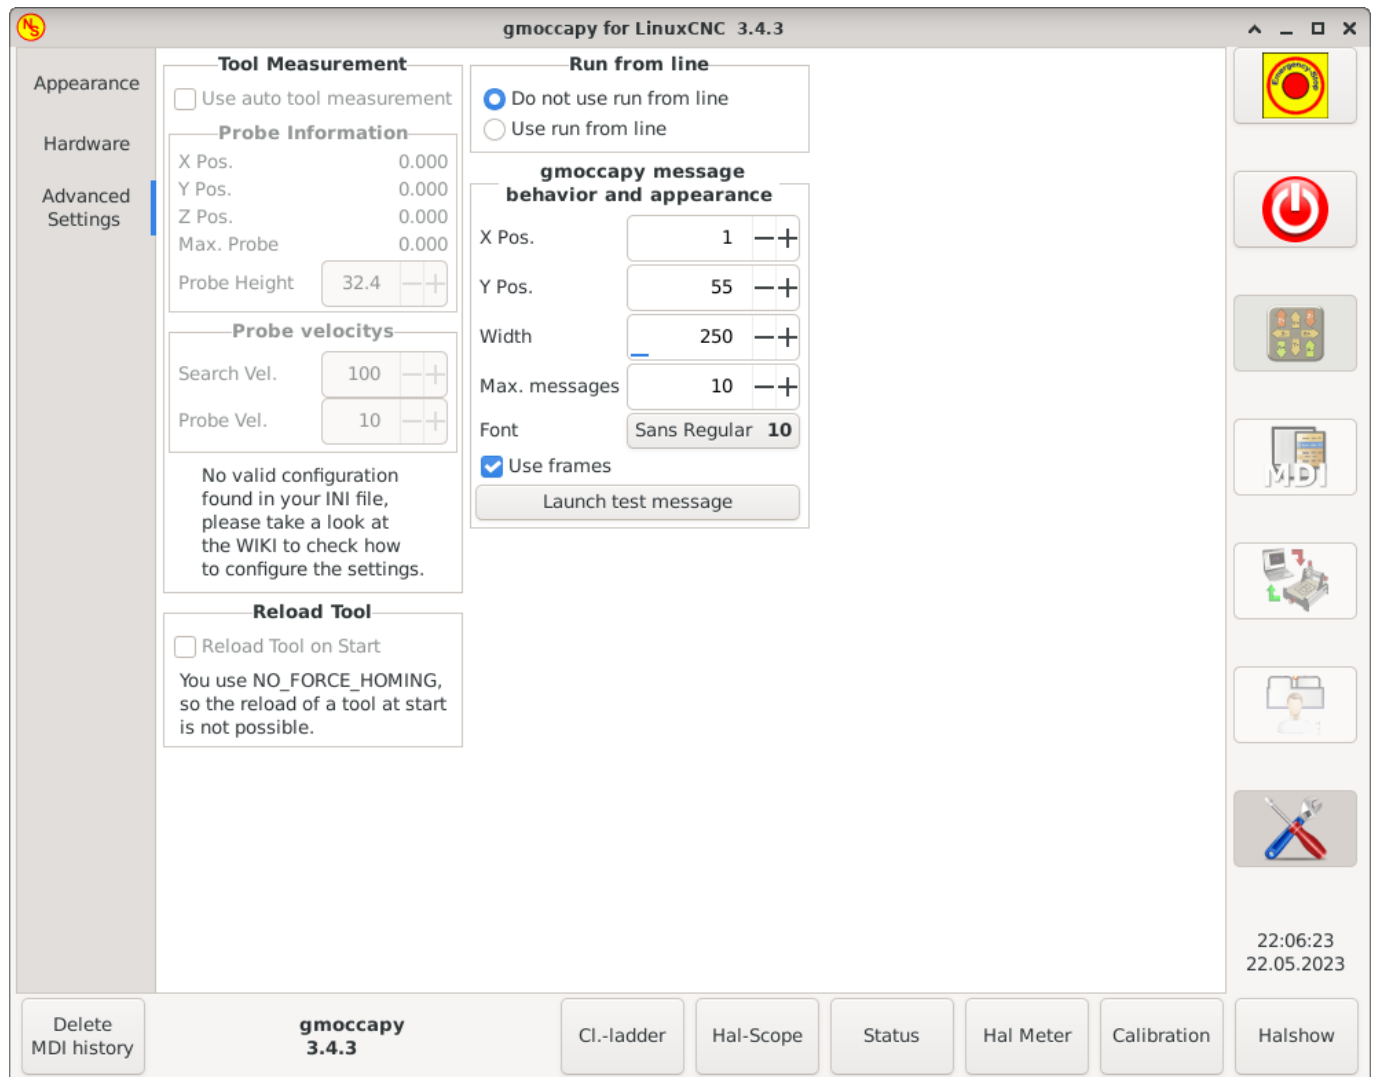 NS
gmoccapy for LinuxCNC 3.4.3
Appearance
Hardware
Advanced
Settings
Tool Measurement
Use auto tool measurement
Probe Information
X Pos. 0.000
Y Pos. 0.000
Z Pos. 0.000
Max. Probe 0.000
Probe Height 32.4
Probe velocitys
Search Vel. 100
Probe Vel. 10
No valid configuration
found in your INI file,
please take a look at
the WIKI to check how
to configure the settings.
Reload Tool
Reload Tool on Start
You use NO_FORCE_HOMING,
so the reload of a tool at start
is not possible.
Run from line
Do not use run from line
Use run from line
gmoccapy message
behavior and appearance
X Pos. 1
Y Pos. 55
Width 250
Max. messages 10
Font Sans Regular 10
Use frames
Launch test message
Emergency-Stop
MDI
22:06:23
22.05.2023
Delete
MDI history
gmoccapy
3.4.3
Cl.-ladder
Hal-Scope
Status
Hal Meter
Calibration
Halshow